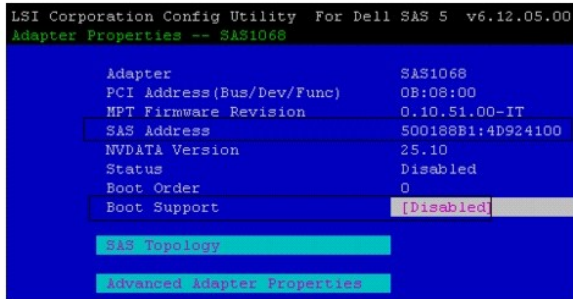 LSI Corporation Config Utility For Dell SAS 5 v6.12.05.00
Adapter Properties -- SAS1068
Adapter SAS1068
PCI Address(Bus/Dev/Func) 0B:08:00
MPT Firmware Revision 0.10.51.00-IT
SAS Address 500188B1:4D924100
NVDATA Version 25.10
Status Disabled
Boot Order 0
Boot Support [Disabled]
SAS Topology
Advanced Adapter Properties